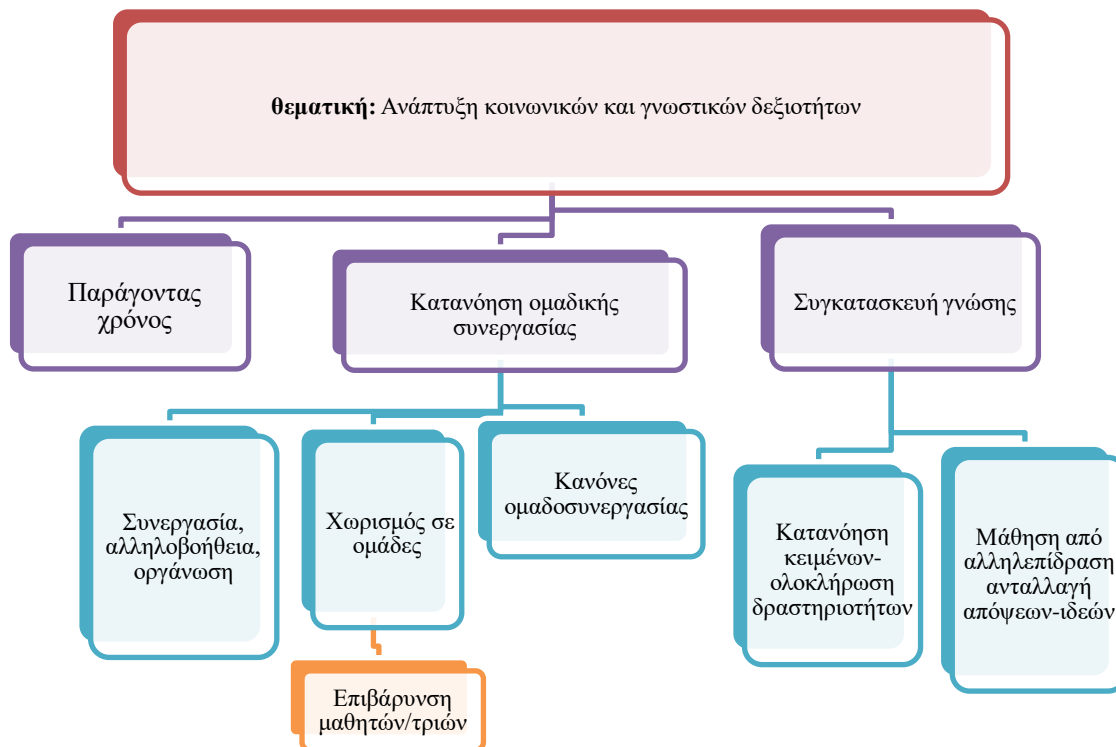 θεματική: Ανάπτυξη κοινωνικών και γνωστικών δεξιοτήτων
Παράγοντας
χρόνος
Κατανόηση ομαδικής
συνεργασίας
Συγκατασκευή γνώσης
Συνεργασία,
αλληλοβοήθεια,
οργάνωση
Χωρισμός σε
ομάδες
Κανόνες
ομαδοσυνεργασίας
Κατανόηση
κειμένων-
ολοκλήρωση
δραστηριοτήτων
Μάθηση από
αλληλεπίδραση
ανταλλαγή
απόψεων-ιδεών
Επιβάρυνση
μαθητών/τριών